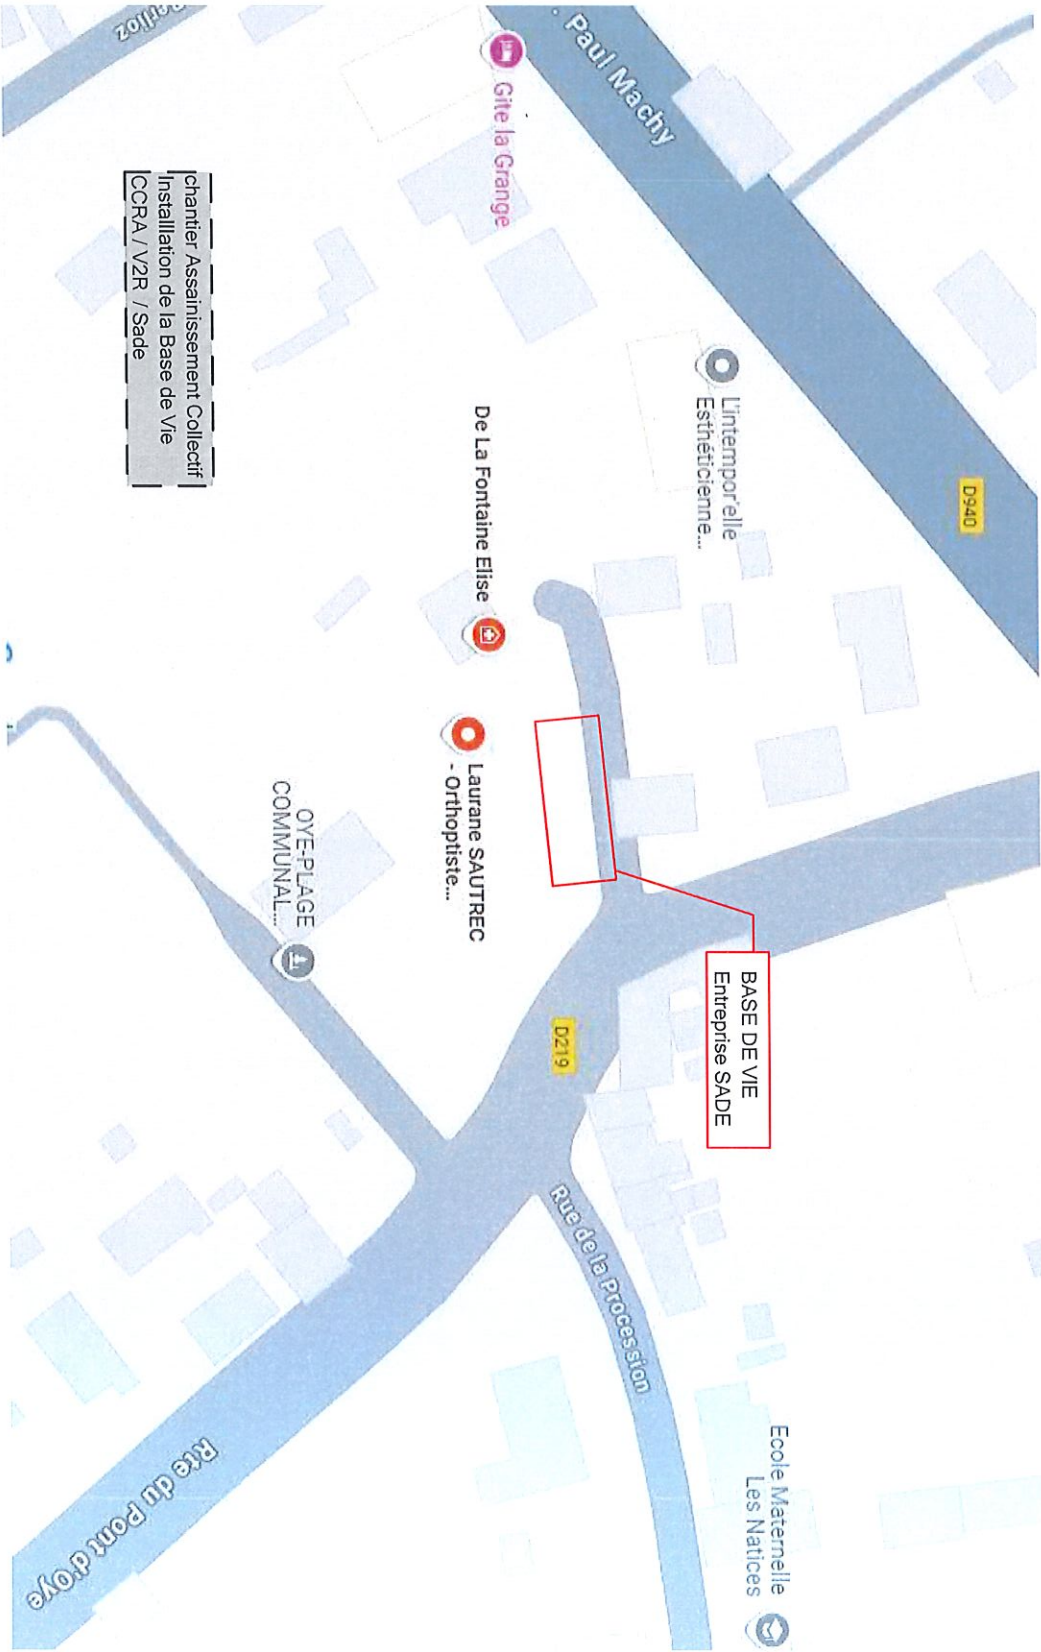 Berlioz
. Paul Machy
Gite la Grange
D940
L'intempor'elle
Esthéticienne...
chantier Assainissement Collectif
Installlation de la Base de Vie
CCRA / V2R / Sade
De La Fontaine Elise
Laurane SAUTREC
- Orthoptiste...
OYE-PLAGE
COMMUNAL...
BASE DE VIE
Entreprise SADE
D219
Rue de la Procession
Ecole Maternelle
Les Natices
Rte du Pont d'Oye